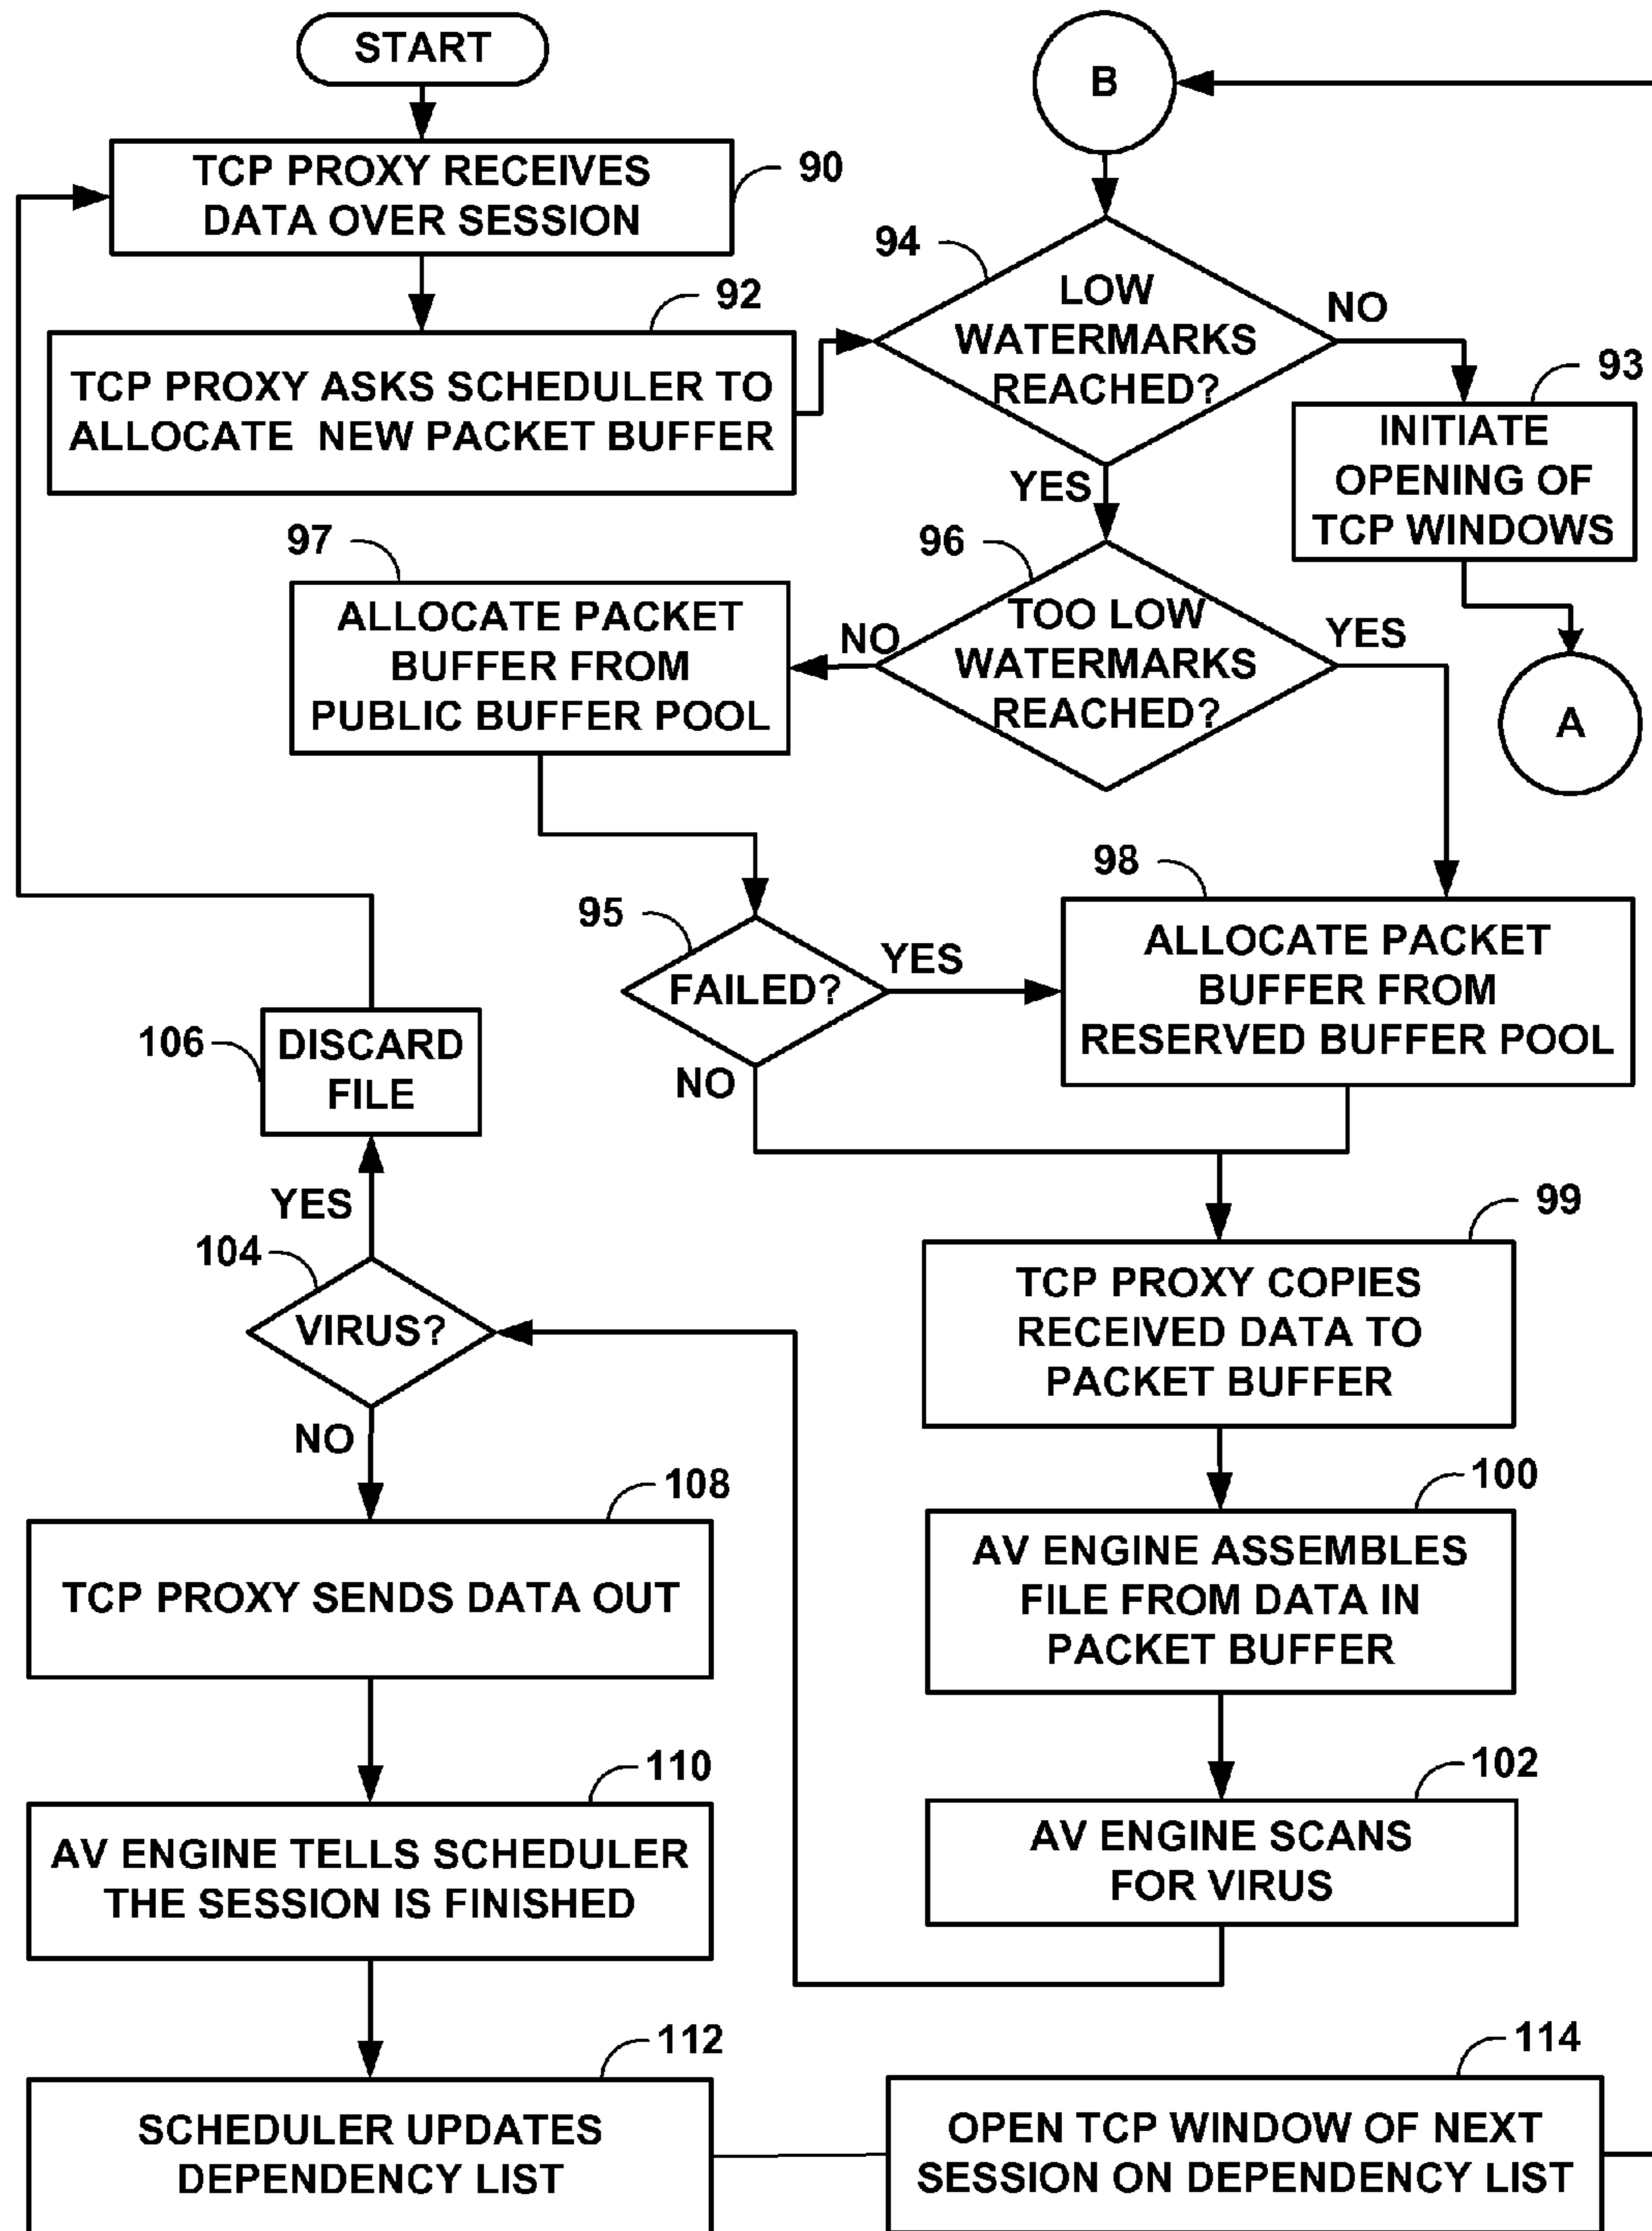 START
TCP PROXY RECEIVES
DATA OVER SESSION
90
92
TCP PROXY ASKS SCHEDULER TO
ALLOCATE NEW PACKET BUFFER
B
94
LOW
WATERMARKS
REACHED?
NO
YES
93
INITIATE
OPENING OF
TCP WINDOWS
A
96
TOO LOW
WATERMARKS
REACHED?
NO
YES
97
ALLOCATE PACKET
BUFFER FROM
PUBLIC BUFFER POOL
95
FAILED?
YES
NO
98
ALLOCATE PACKET
BUFFER FROM
RESERVED BUFFER POOL
99
TCP PROXY COPIES
RECEIVED DATA TO
PACKET BUFFER
100
AV ENGINE ASSEMBLES
FILE FROM DATA IN
PACKET BUFFER
102
AV ENGINE SCANS
FOR VIRUS
106
DISCARD
FILE
YES
104
VIRUS?
NO
108
TCP PROXY SENDS DATA OUT
110
AV ENGINE TELLS SCHEDULER
THE SESSION IS FINISHED
112
SCHEDULER UPDATES
DEPENDENCY LIST
114
OPEN TCP WINDOW OF NEXT
SESSION ON DEPENDENCY LIST